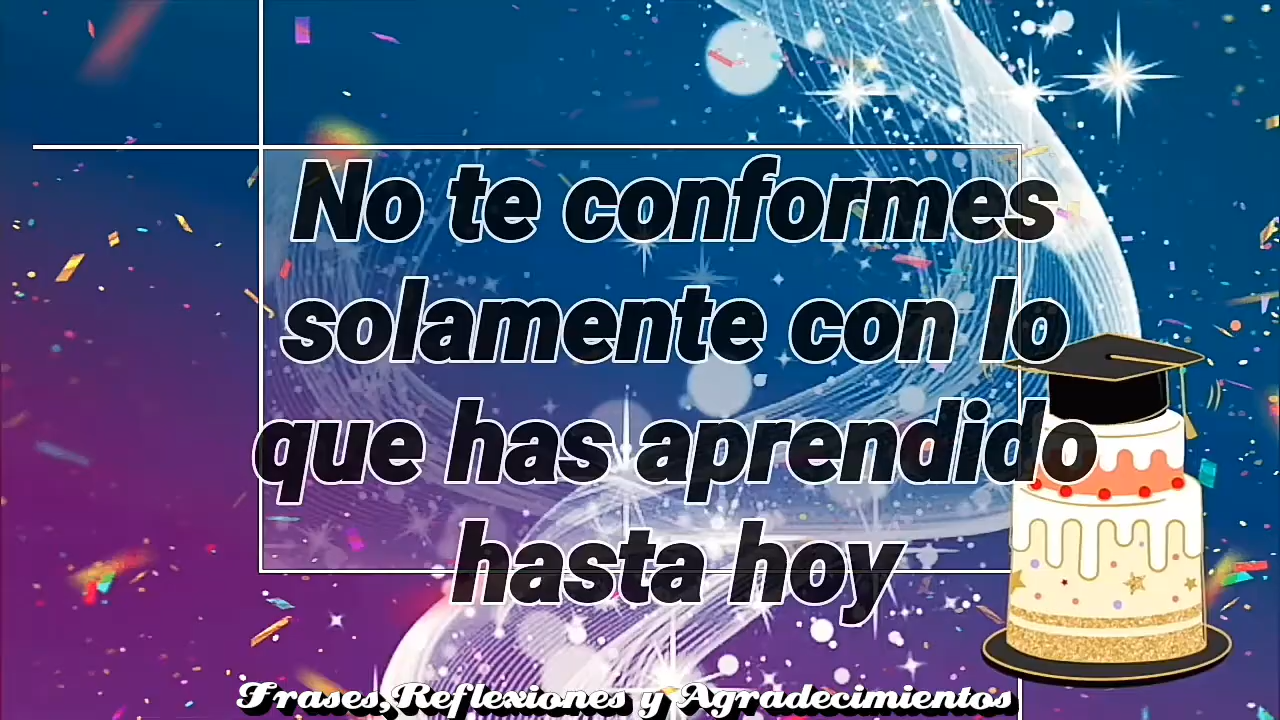 No te conformes
solamente con lo
que has aprendido
hasta hoy
Frases,Reflexiones y Agradecimientos